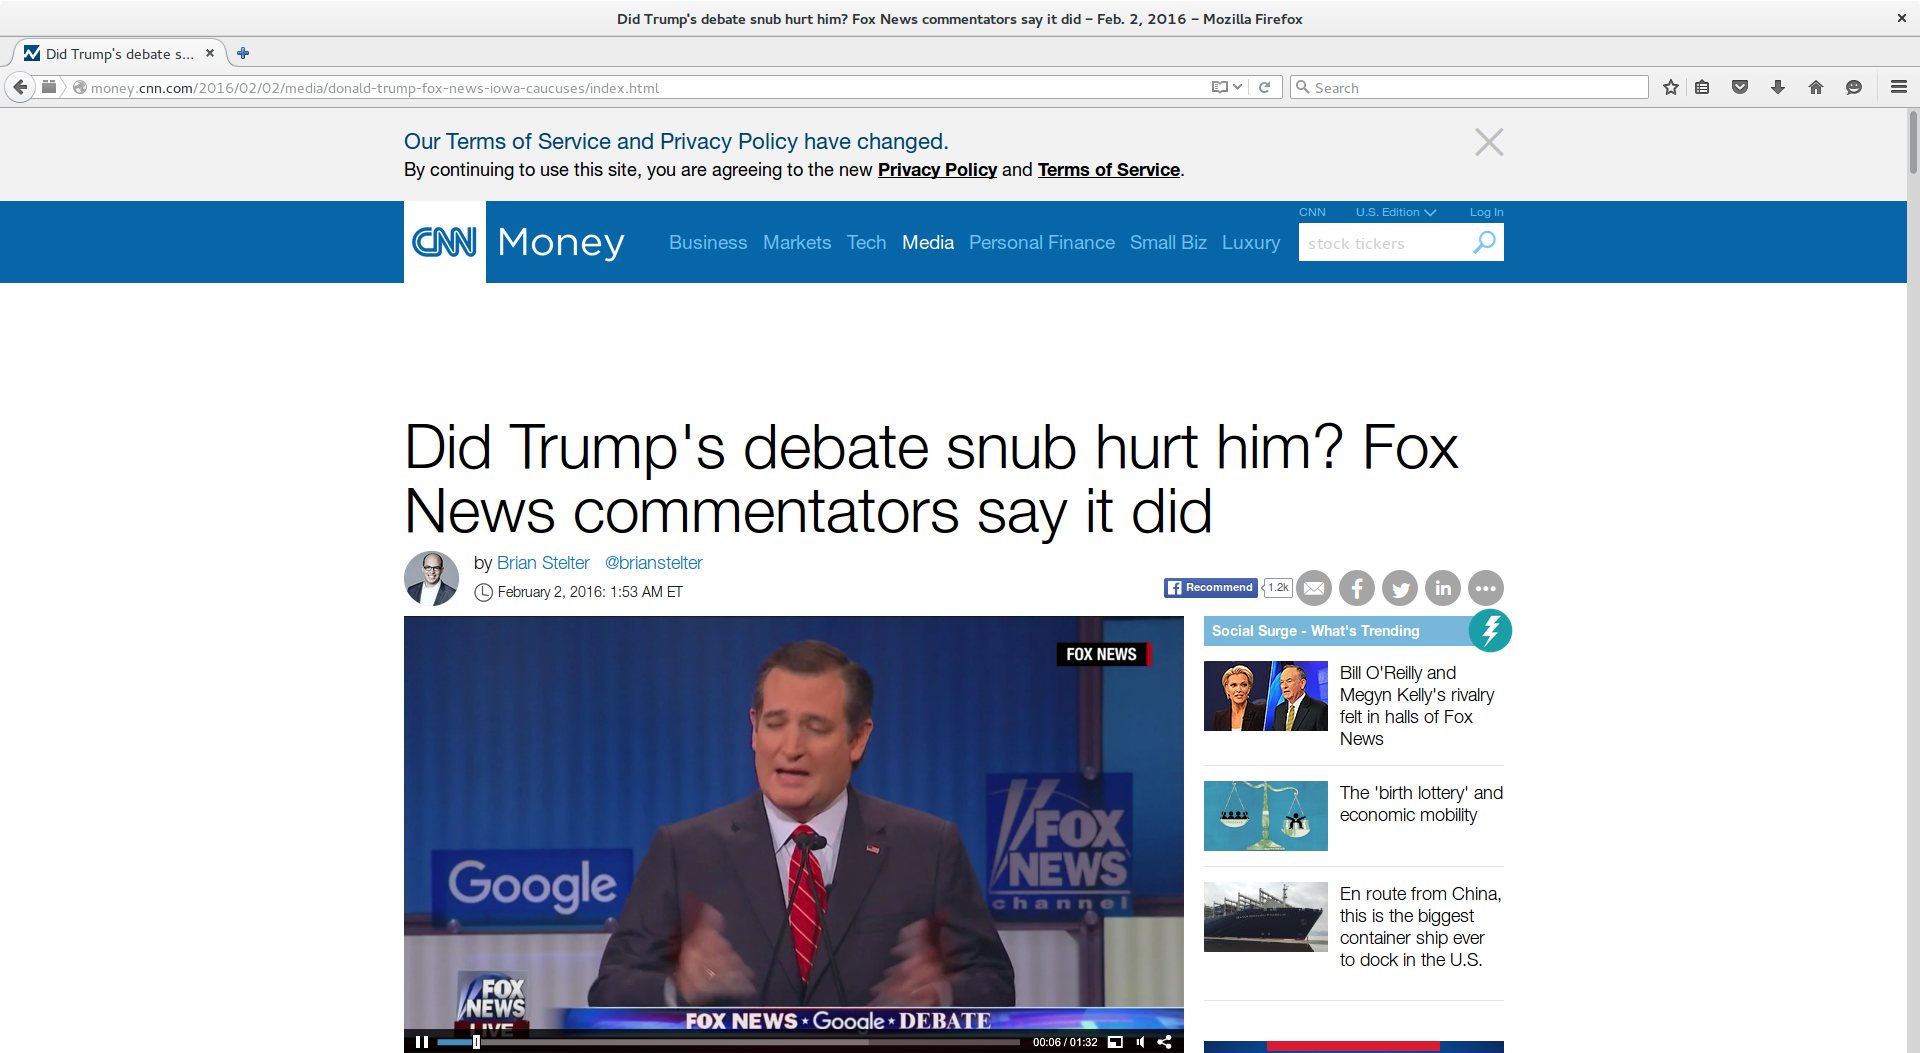 Did Trump's debate snub hurt him? Fox News commentators say it did – Feb. 2, 2016 – Mozilla Firefox
Did Trump's debate s...
money.cnn.com/2016/02/02/media/donald-trump-fox-news-iowa-caucuses/index.html
Search
Our Terms of Service and Privacy Policy have changed.
By continuing to use this site, you are agreeing to the new Privacy Policy and Terms of Service.
CNN U.S. Edition Log In
CNN Money Business Markets Tech Media Personal Finance Small Biz Luxury stock tickers
Did Trump's debate snub hurt him? Fox
News commentators say it did
by Brian Stelter @brianstelter
February 2, 2016: 1:53 AM ET
Recommend 1.2k
FOX NEWS
Google
FOX
NEWS
channel
FOX
NEWS
LIVE
FOX NEWS Google DEBATE
00:06 / 01:32
Social Surge - What's Trending
Bill O'Reilly and
Megyn Kelly's rivalry
felt in halls of Fox
News
The 'birth lottery' and
economic mobility
En route from China,
this is the biggest
container ship ever
to dock in the U.S.